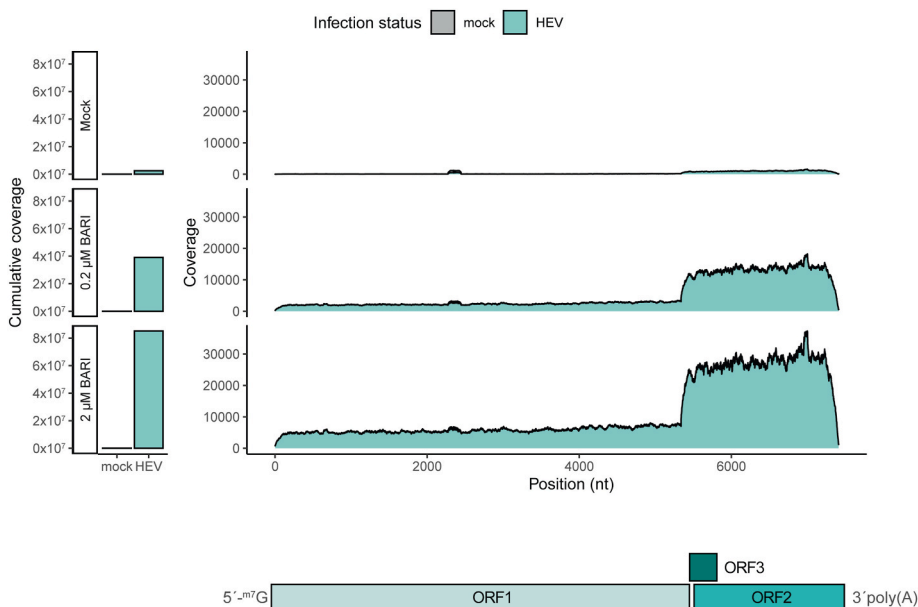 Infection status mock HEV
Cumulative coverage
Mock
8x10⁷
6x10⁷
4x10⁷
2x10⁷
0x10⁷
0.2 µM BARI
8x10⁷
6x10⁷
4x10⁷
2x10⁷
0x10⁷
2 µM BARI
8x10⁷
6x10⁷
4x10⁷
2x10⁷
0x10⁷
mock HEV
Coverage
30000
20000
10000
0
30000
20000
10000
0
30000
20000
10000
0
0 2000 4000 6000
Position (nt)
ORF3
5´-ᵐ⁷G ORF1 ORF2 3´poly(A)